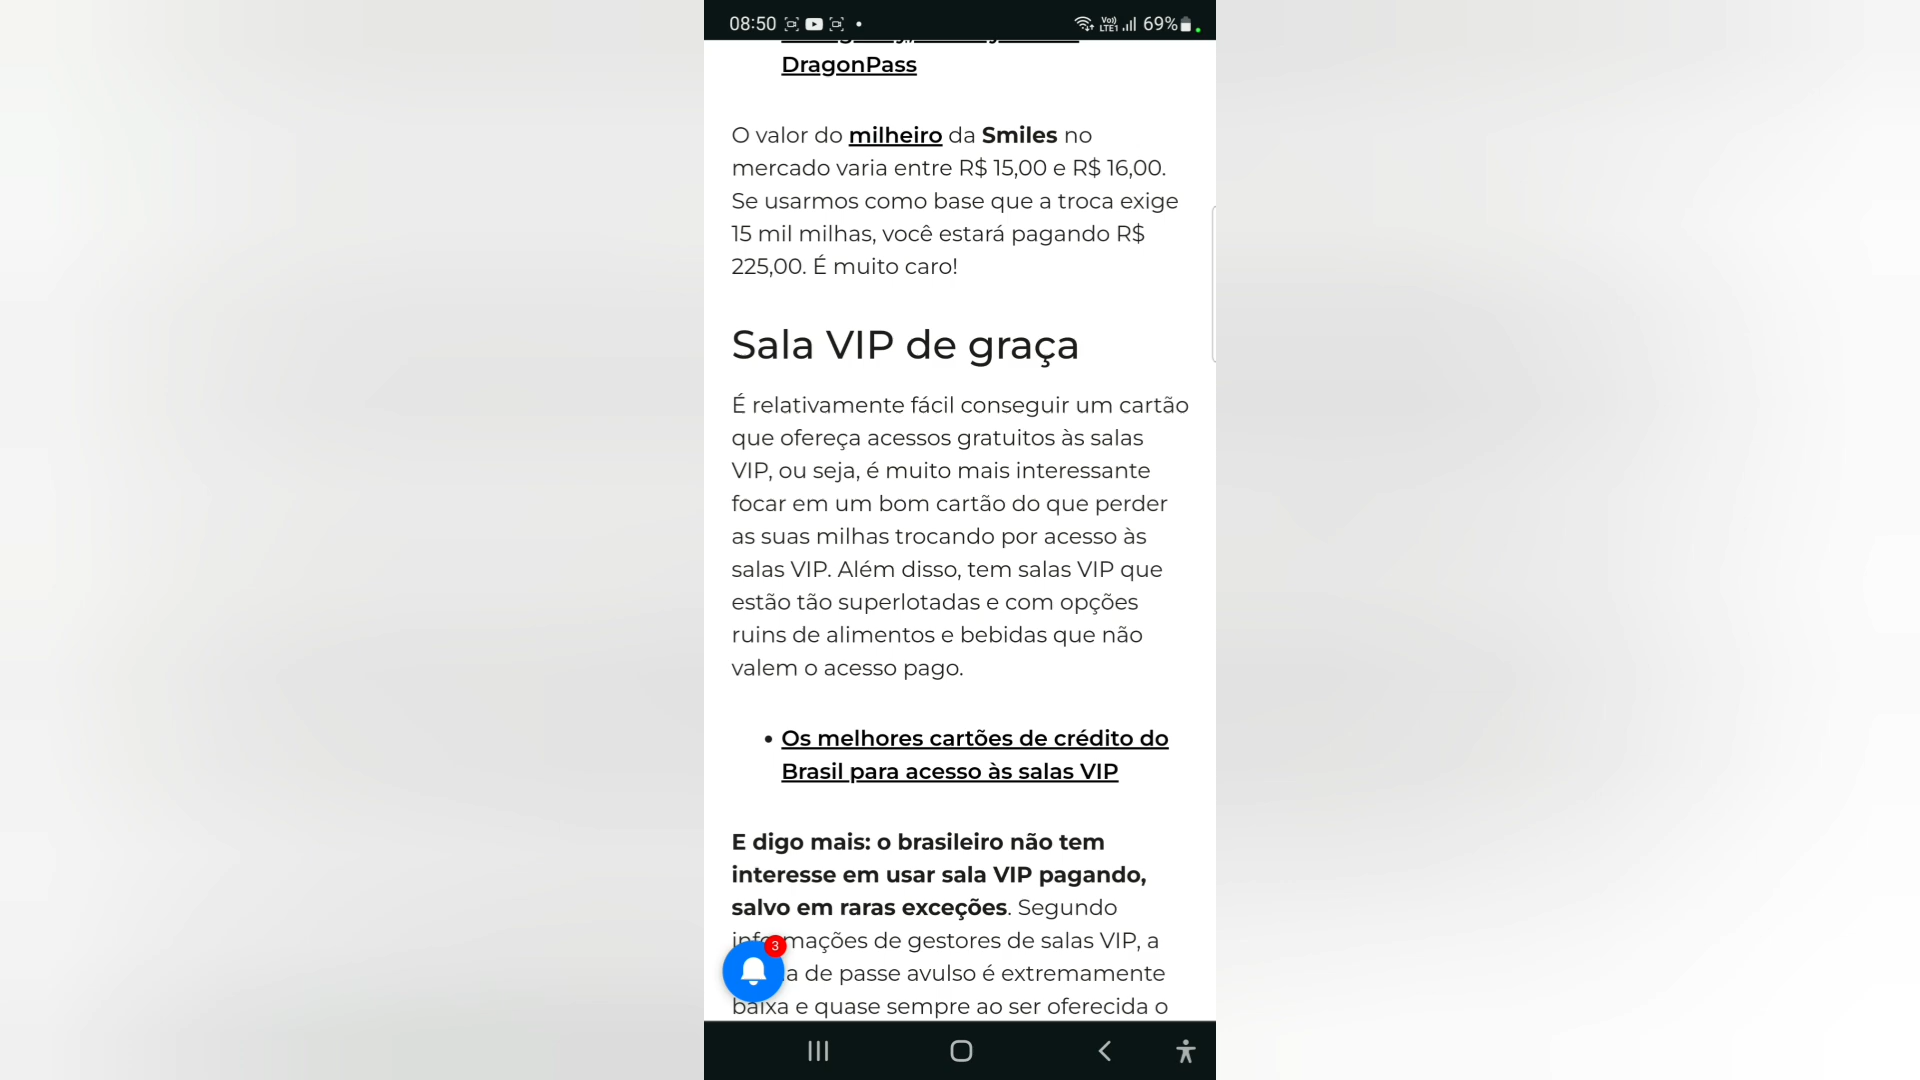 08:50
VoLTE1 69%
DragonPass
O valor do milheiro da Smiles no
mercado varia entre R$ 15,00 e R$ 16,00.
Se usarmos como base que a troca exige
15 mil milhas, você estará pagando R$
225,00. É muito caro!
Sala VIP de graça
É relativamente fácil conseguir um cartão
que ofereça acessos gratuitos às salas
VIP, ou seja, é muito mais interessante
focar em um bom cartão do que perder
as suas milhas trocando por acesso às
salas VIP. Além disso, tem salas VIP que
estão tão superlotadas e com opções
ruins de alimentos e bebidas que não
valem o acesso pago.
• Os melhores cartões de crédito do
Brasil para acesso às salas VIP
E digo mais: o brasileiro não tem
interesse em usar sala VIP pagando,
salvo em raras exceções. Segundo
informações de gestores de salas VIP, a
3
de passe avulso é extremamente
baixa e quase sempre ao ser oferecida o